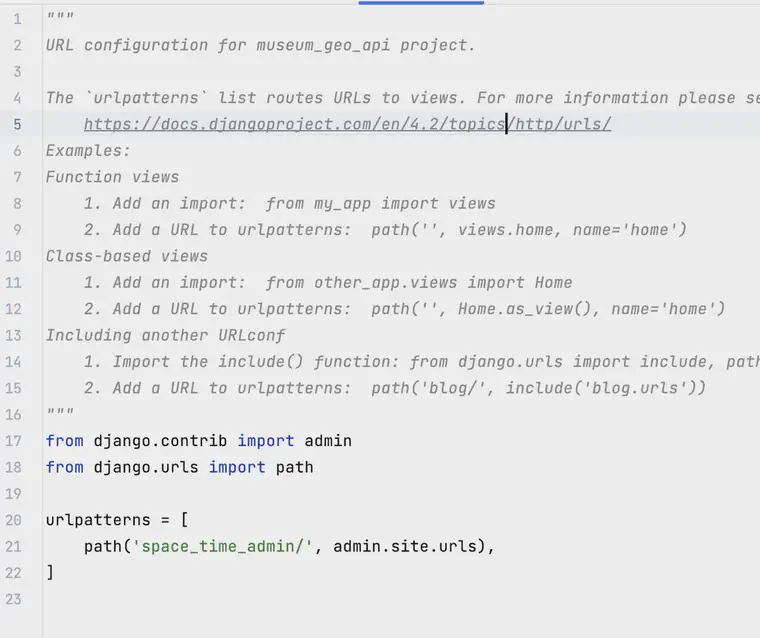 1 """
2 URL configuration for museum_geo_api project.
3
4 The `urlpatterns` list routes URLs to views. For more information please se
5     https://docs.djangoproject.com/en/4.2/topics/http/urls/
6 Examples:
7 Function views
8     1. Add an import:  from my_app import views
9     2. Add a URL to urlpatterns:  path('', views.home, name='home')
10 Class-based views
11     1. Add an import:  from other_app.views import Home
12     2. Add a URL to urlpatterns:  path('', Home.as_view(), name='home')
13 Including another URLconf
14     1. Import the include() function: from django.urls import include, path
15     2. Add a URL to urlpatterns:  path('blog/', include('blog.urls'))
16 """
17 from django.contrib import admin
18 from django.urls import path
19
20 urlpatterns = [
21     path('space_time_admin/', admin.site.urls),
22 ]
23